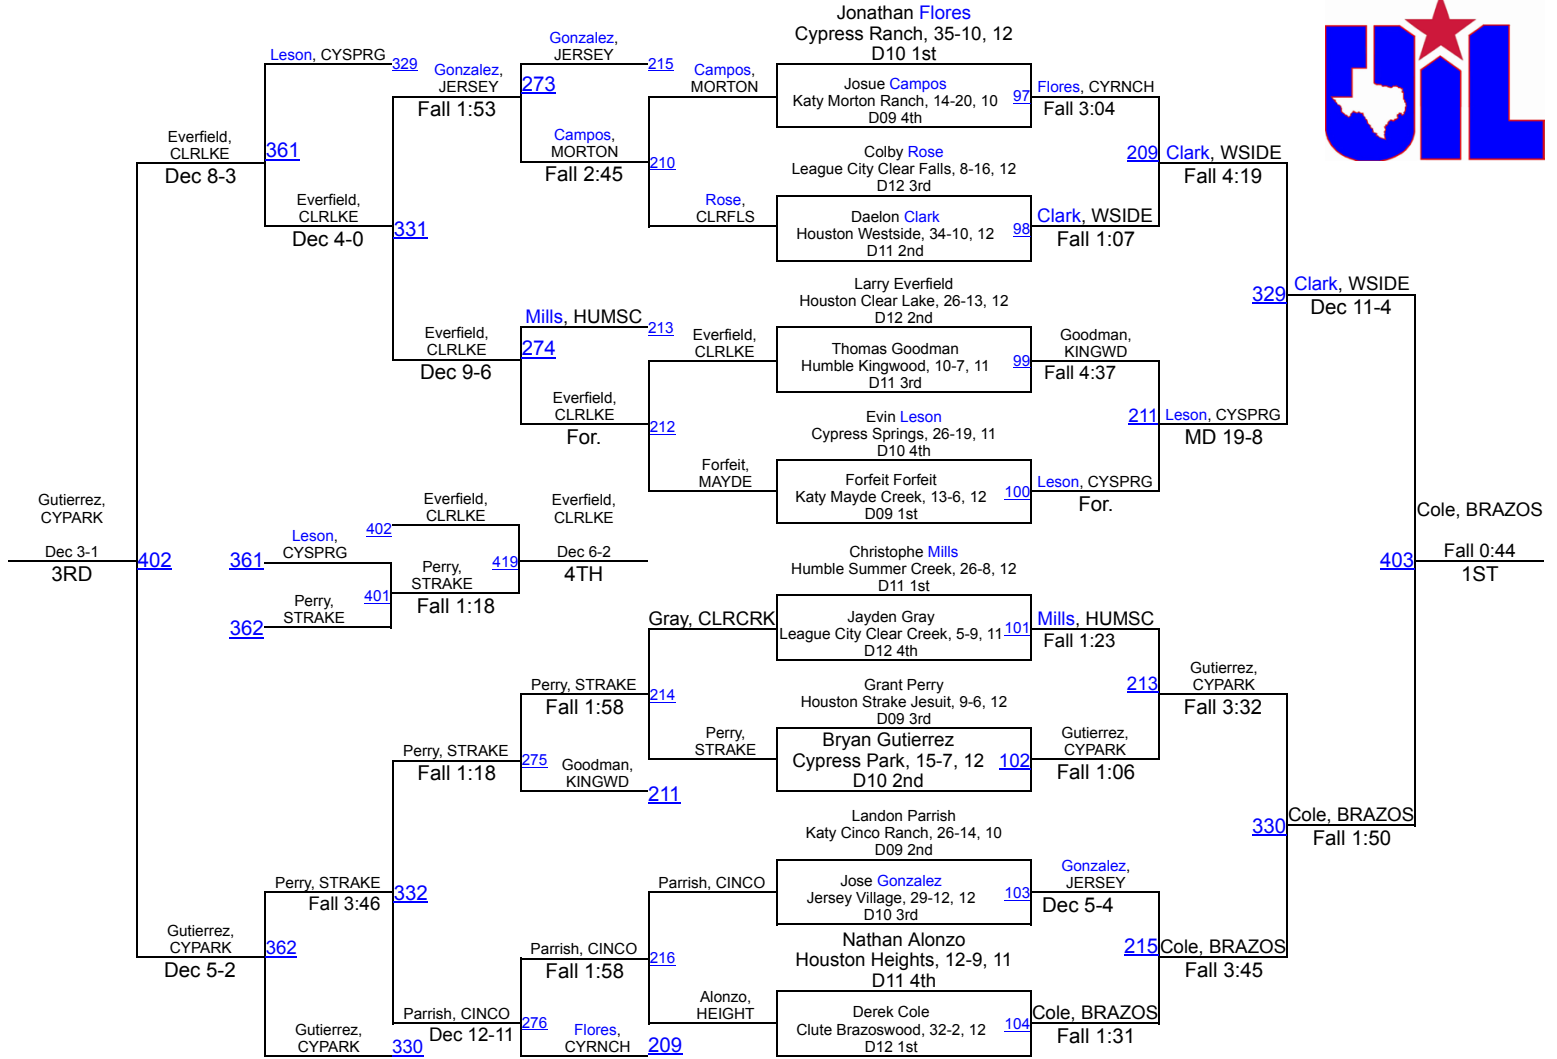 Jonathan Flores
Cypress Ranch, 35-10, 12
D10 1st
UIL
Leson, CYSPRG
329
Gonzalez,
JERSEY
Fall 1:53
Gonzalez,
JERSEY
215
273
Campos,
MORTON
Josue Campos
Katy Morton Ranch, 14-20, 10
D09 4th
97
Flores, CYRNCH
Fall 3:04
Everfield,
CLRLKE
Dec 8-3
361
Campos,
MORTON
Fall 2:45
210
Colby Rose
League City Clear Falls, 8-16, 12
D12 3rd
209
Clark, WSIDE
Fall 4:19
Everfield,
CLRLKE
Dec 4-0
331
Rose,
CLRFLS
Daelon Clark
Houston Westside, 34-10, 12
D11 2nd
98
Clark, WSIDE
Fall 1:07
Larry Everfield
Houston Clear Lake, 26-13, 12
D12 2nd
329
Clark, WSIDE
Dec 11-4
Everfield,
CLRLKE
Dec 9-6
Mills, HUMSC
213
274
Everfield,
CLRLKE
Thomas Goodman
Humble Kingwood, 10-7, 11
D11 3rd
99
Goodman,
KINGWD
Fall 4:37
Everfield,
CLRLKE
For.
212
Evin Leson
Cypress Springs, 26-19, 11
D10 4th
211
Leson, CYSPRG
MD 19-8
Forfeit,
MAYDE
Forfeit Forfeit
Katy Mayde Creek, 13-6, 12
D09 1st
100
Leson, CYSPRG
For.
Gutierrez,
CYPARK
Dec 3-1
3RD
402
Everfield,
CLRLKE
402
Everfield,
CLRLKE
Dec 6-2
4TH
Leson,
CYSPRG
361
Perry,
STRAKE
Fall 1:18
419
401
Perry,
STRAKE
362
Cole, BRAZOS
403
Fall 0:44
1ST
Christophe Mills
Humble Summer Creek, 26-8, 12
D11 1st
Gray, CLRCRK
Jayden Gray
League City Clear Creek, 5-9, 11
D12 4th
101
Mills, HUMSC
Fall 1:23
Perry, STRAKE
Fall 1:58
214
Grant Perry
Houston Strake Jesuit, 9-6, 12
D09 3rd
213
Gutierrez,
CYPARK
Fall 3:32
Perry, STRAKE
Fall 1:18
275
Goodman,
KINGWD
211
Perry,
STRAKE
Bryan Gutierrez
Cypress Park, 15-7, 12
D10 2nd
102
Gutierrez,
CYPARK
Fall 1:06
Landon Parrish
Katy Cinco Ranch, 26-14, 10
D09 2nd
330
Cole, BRAZOS
Fall 1:50
Perry, STRAKE
Fall 3:46
332
Parrish, CINCO
Jose Gonzalez
Jersey Village, 29-12, 12
D10 3rd
103
Gonzalez,
JERSEY
Dec 5-4
Gutierrez,
CYPARK
Dec 5-2
362
Parrish, CINCO
Fall 1:58
216
Nathan Alonzo
Houston Heights, 12-9, 11
D11 4th
215
Cole, BRAZOS
Fall 3:45
Gutierrez,
CYPARK
330
Parrish, CINCO
Dec 12-11
276
Flores,
CYRNCH
209
Alonzo,
HEIGHT
Derek Cole
Clute Brazoswood, 32-2, 12
D12 1st
104
Cole, BRAZOS
Fall 1:31